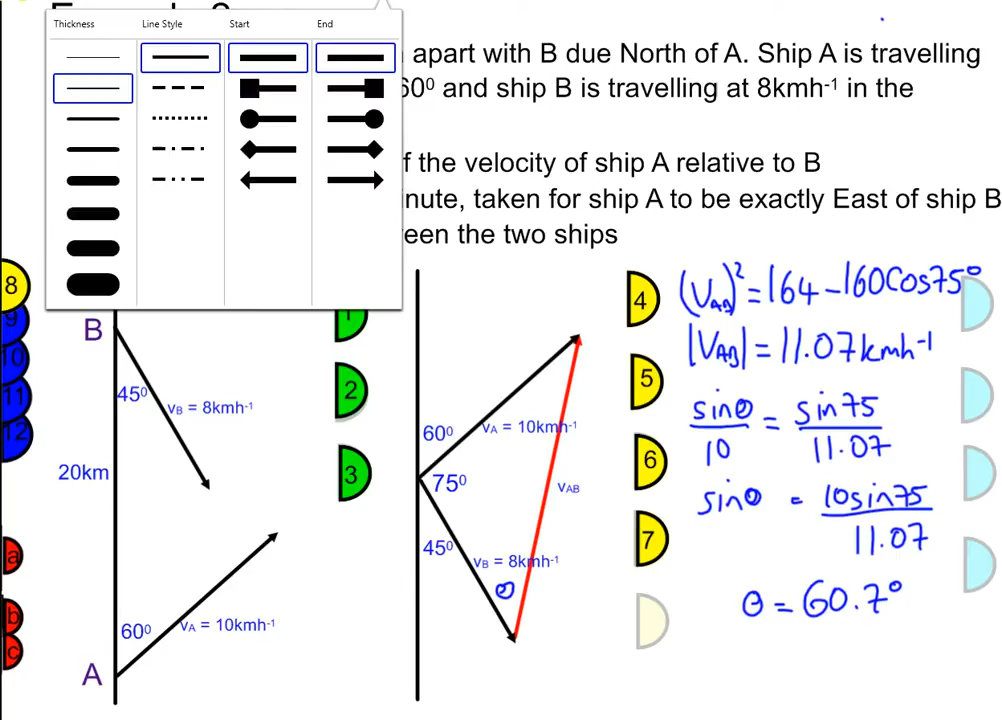 Thickness Line Style Start End
apart with B due North of A. Ship A is travelling
60⁰ and ship B is travelling at 8kmh⁻¹ in the
f the velocity of ship A relative to B
inute, taken for ship A to be exactly East of ship B
een the two ships
8
9
10
11
12
a
b
c
B
45⁰
vB = 8kmh⁻¹
20km
60⁰
vA = 10kmh⁻¹
A
1
2
3
60⁰
vA = 10kmh⁻¹
75⁰
vAB
45⁰
vB = 8kmh⁻¹
θ
4
5
6
7
(VAB)² = 164 - 160Cos75°
|VAB| = 11.07kmh⁻¹
sinθ/10 = sin75/11.07
sinθ = 10sin75/11.07
θ = 60.7°